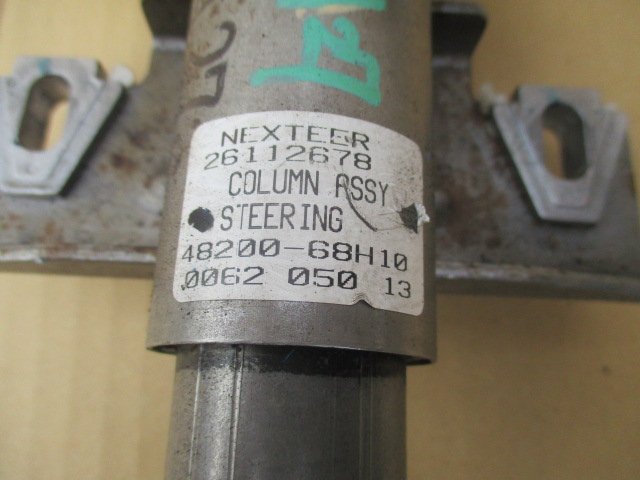 NEXTEER
26112678
COLUMN ASSY
STEERING
48200-68H10
0062 050 13